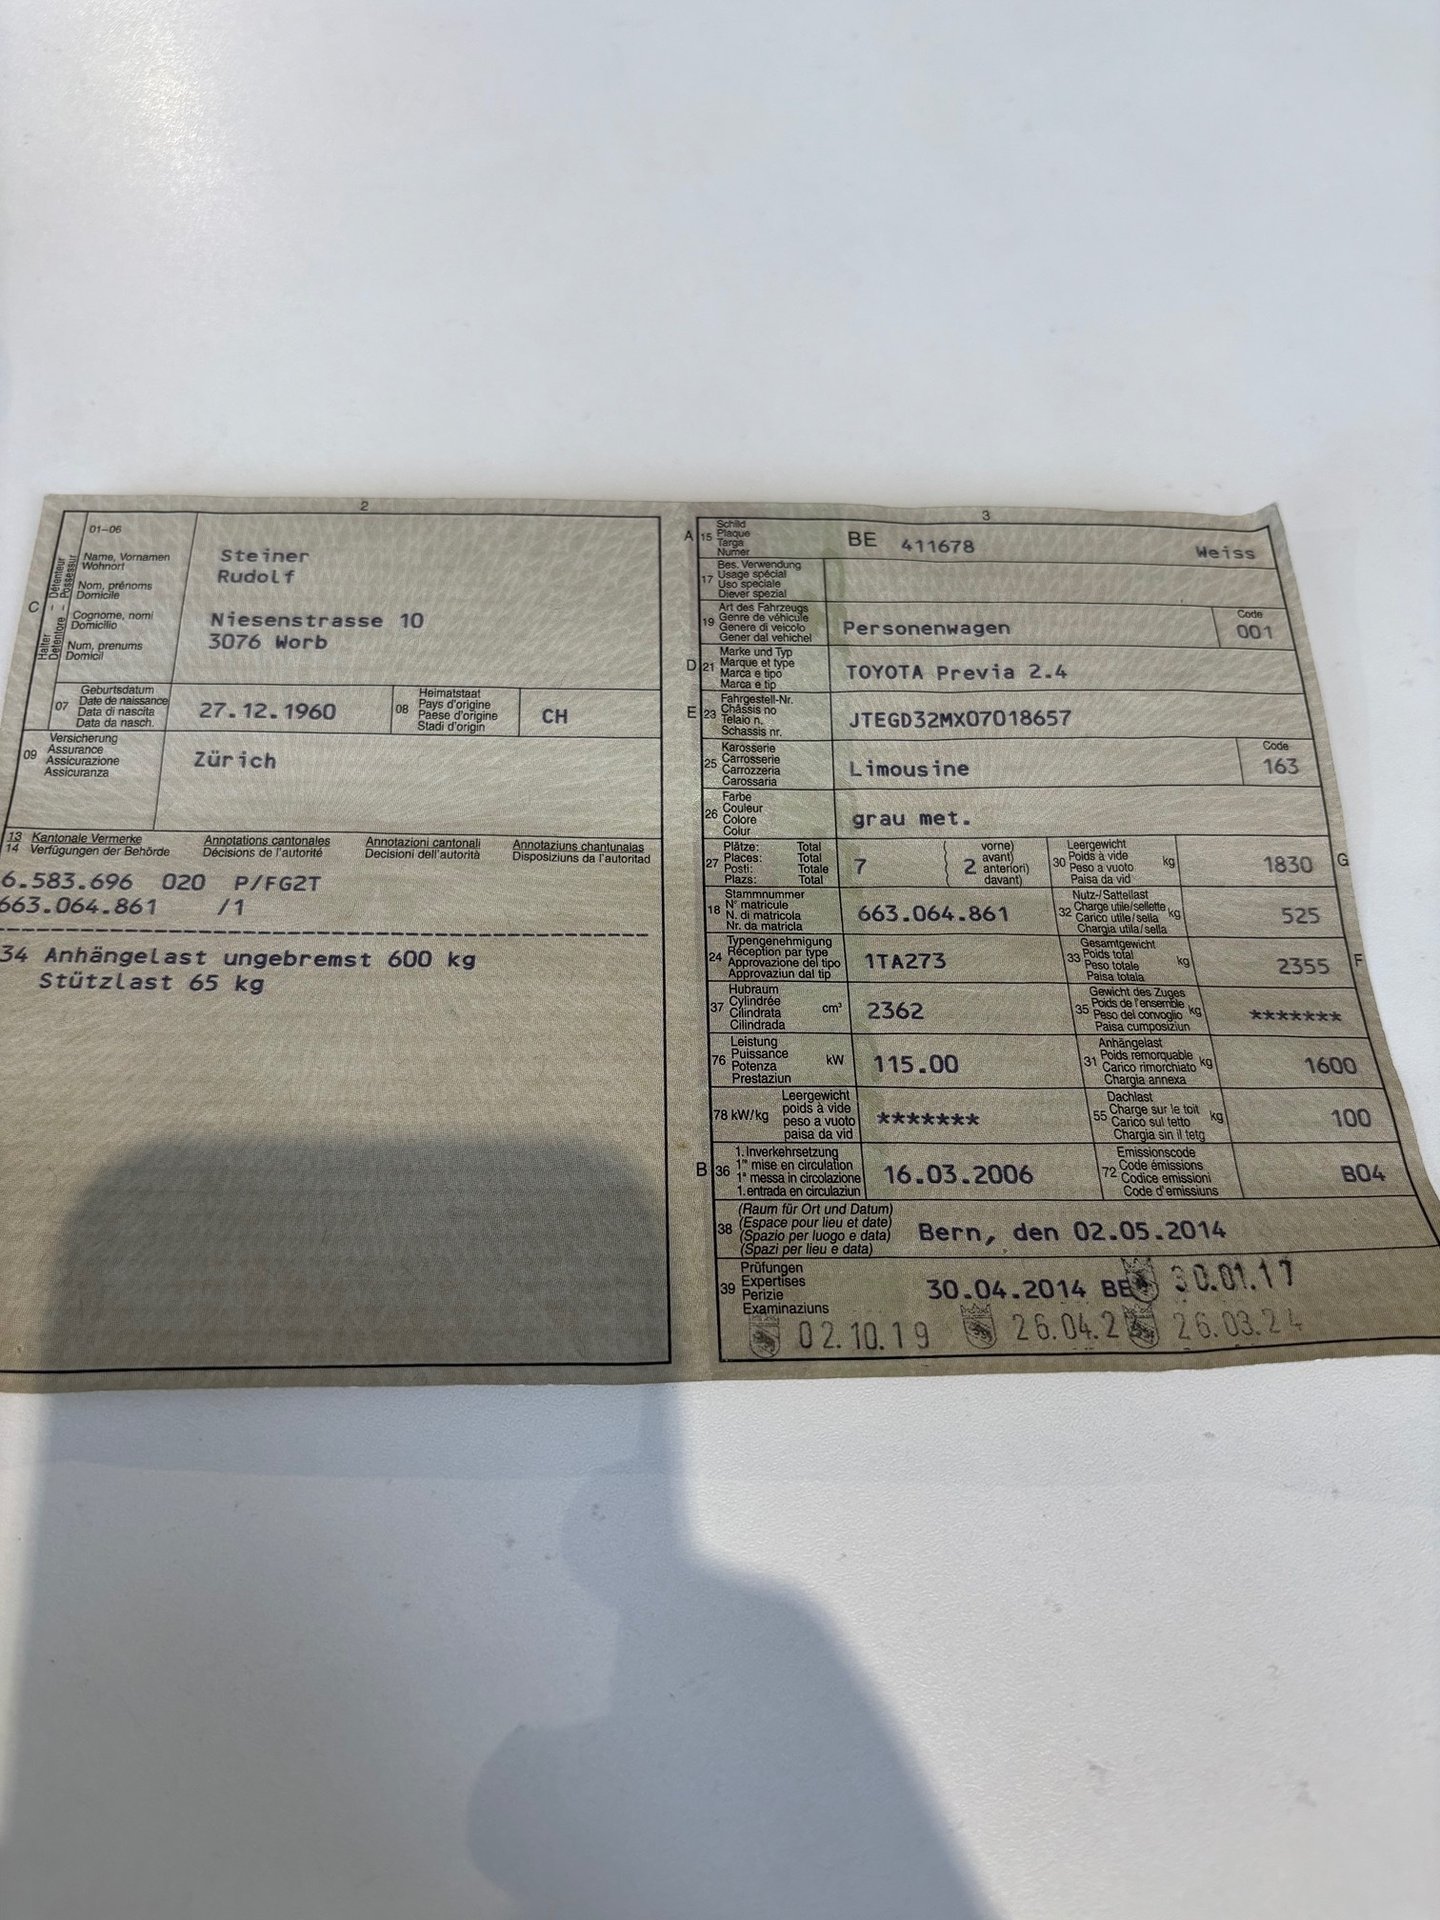 2
01–06
Halter – Détenteur
Detentore – Possessur
C
Name, Vornamen
Wohnort
Nom, prénoms
Domicile
Cognome, nomi
Domicilio
Num, prenums
Domicil
Steiner
Rudolf
Niesenstrasse 10
3076 Worb
07
Geburtsdatum
Date de naissance
Data di nascita
Data da nasch.
27.12.1960
08
Heimatstaat
Pays d'origine
Paese d'origine
Stadi d'origin
CH
09
Versicherung
Assurance
Assicurazione
Assicuranza
Zürich
13 Kantonale Vermerke Annotations cantonales Annotazioni cantonali Annotaziuns chantunalas
14 Verfügungen der Behörde Décisions de l'autorité Decisioni dell'autorità Disposiziuns da l'autoritad
6.583.696 020 P/FG2T
663.064.861 /1
34 Anhängelast ungebremst 600 kg
Stützlast 65 kg
3
A 15
Schild
Plaque
Targa
Numer
BE 411678 Weiss
17
Bes. Verwendung
Usage spécial
Uso speciale
Diever spezial
19
Art des Fahrzeugs
Genre de véhicule
Genere di veicolo
Gener dal vehichel
Personenwagen
Code
001
D 21
Marke und Typ
Marque et type
Marca e tipo
Marca e tip
TOYOTA Previa 2.4
E 23
Fahrgestell-Nr.
Châssis no
Telaio n.
Schassis nr.
JTEGD32MX07018657
25
Karosserie
Carrosserie
Carrozzeria
Carossaria
Limousine
Code
163
26
Farbe
Couleur
Colore
Colur
grau met.
27
Plätze: Total
Places: Total
Posti: Totale
Plazs: Total
7
( vorne)
avant)
2 anteriori)
( davant)
30
Leergewicht
Poids à vide
Peso a vuoto
Paisa da vid
kg
1830
G
18
Stammnummer
N° matricule
N. di matricola
Nr. da matricla
663.064.861
32
Nutz-/Sattellast
Charge utile/sellette
Carico utile/sella
Chargia utila/sella
kg
525
24
Typengenehmigung
Réception par type
Approvazione del tipo
Approvaziun dal tip
1TA273
33
Gesamtgewicht
Poids total
Peso totale
Paisa totala
kg
2355
F
37
Hubraum
Cylindrée
Cilindrata
Cilindrada
cm³
2362
35
Gewicht des Zuges
Poids de l'ensemble
Peso del convoglio
Paisa cumposiziun
kg
*******
76
Leistung
Puissance
Potenza
Prestaziun
kW
115.00
31
Anhängelast
Poids remorquable
Carico rimorchiato
Chargia annexa
kg
1600
78 kW/kg
Leergewicht
poids à vide
peso a vuoto
paisa da vid
*******
55
Dachlast
Charge sur le toit
Carico sul tetto
Chargia sin il tetg
kg
100
B 36
1. Inverkehrsetzung
1re mise en circulation
1a messa in circolazione
1. entrada en circulaziun
16.03.2006
72
Emissionscode
Code émissions
Codice emissioni
Code d'emissiuns
B04
38
(Raum für Ort und Datum)
(Espace pour lieu et date)
(Spazio per luogo e data)
(Spazi per lieu e data)
Bern, den 02.05.2014
39
Prüfungen
Expertises
Perizie
Examinaziuns
30.04.2014 BE 30.01.17
02.10.19 26.04.2 26.03.24